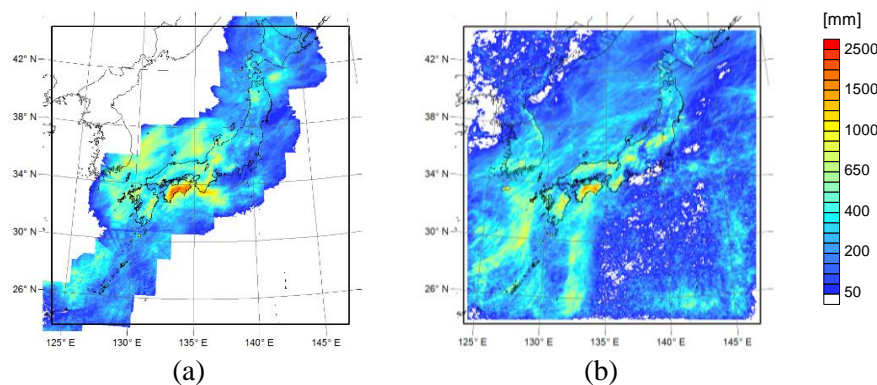 [mm]
42° N
38° N
34° N
30° N
26° N
125° E
130° E
135° E
140° E
145° E
(a)
42° N
38° N
34° N
30° N
26° N
125° E
130° E
135° E
140° E
145° E
(b)
2500
1500
1000
650
400
200
50